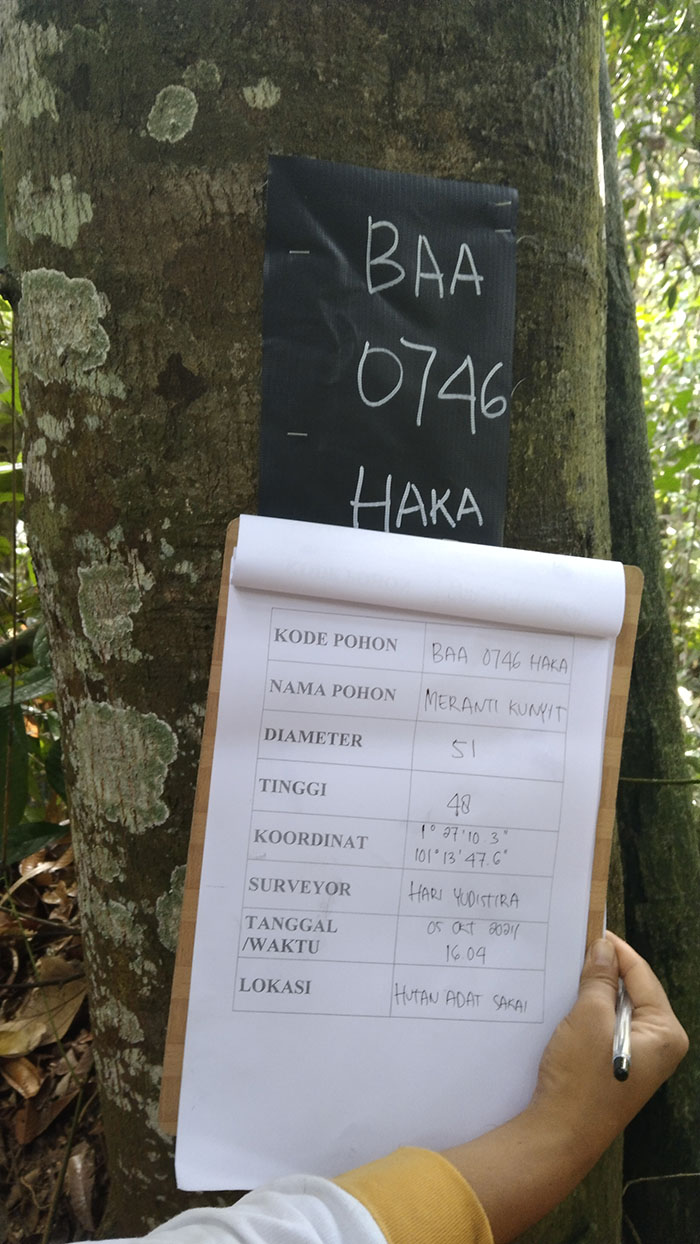 BAA
0746
HAKA
KODE POHON BAA 0746 HAKA
NAMA POHON MERANTI KUNYIT
DIAMETER 51
TINGGI 48
KOORDINAT 1° 27'10.3"
101° 13'47.6"
SURVEYOR HARI YUDISTIRA
TANGGAL 05 OKT 2024
/WAKTU 16.04
LOKASI HUTAN ADAT SAKAI